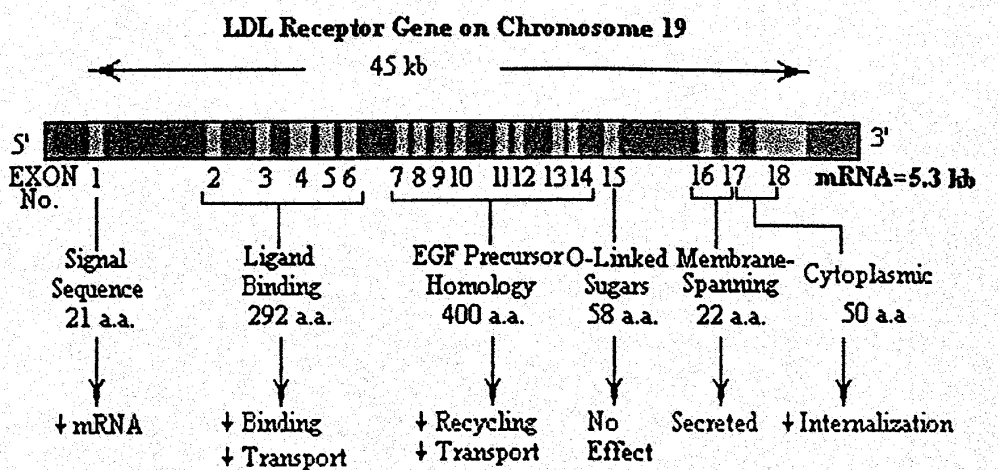 LDL Receptor Gene on Chromosome 19
45 kb
5' 3'
EXON 1 2 3 4 5 6 7 8 9 10 11 12 13 14 15 16 17 18 mRNA=5.3 kb
No.
Signal Sequence 21 a.a.
Ligand Binding 292 a.a.
EGF Precursor Homology 400 a.a.
O-Linked Sugars 58 a.a.
Membrane-Spanning 22 a.a.
Cytoplasmic 50 a.a
↓ mRNA
↓ Binding
↓ Transport
↓ Recycling
↓ Transport
No
Effect
Secreted
↓ Internalization